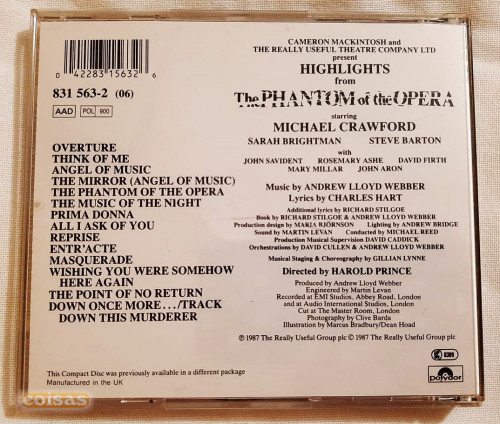 0 42283 15632 6
831 563-2 (06)
AAD POL 900
OVERTURE
THINK OF ME
ANGEL OF MUSIC
THE MIRROR (ANGEL OF MUSIC)
THE PHANTOM OF THE OPERA
THE MUSIC OF THE NIGHT
PRIMA DONNA
ALL I ASK OF YOU
REPRISE
ENTR'ACTE
MASQUERADE
WISHING YOU WERE SOMEHOW
HERE AGAIN
THE POINT OF NO RETURN
DOWN ONCE MORE.../TRACK
DOWN THIS MURDERER
This Compact Disc was previously available in a different package
Manufactured in the UK
CAMERON MACKINTOSH and
THE REALLY USEFUL THEATRE COMPANY LTD
present
HIGHLIGHTS
from
The PHANTOM of the OPERA
starring
MICHAEL CRAWFORD
SARAH BRIGHTMAN STEVE BARTON
with
JOHN SAVIDENT ROSEMARY ASHE DAVID FIRTH
MARY MILLAR JOHN ARON
Music by ANDREW LLOYD WEBBER
Lyrics by CHARLES HART
Additional lyrics by RICHARD STILGOE
Book by RICHARD STILGOE & ANDREW LLOYD WEBBER
Production design by MARIA BJÖRNSON Lighting by ANDREW BRIDGE
Sound by MARTIN LEVAN Conducted by MICHAEL REED
Production Musical Supervision DAVID CADDICK
Orchestrations by DAVID CULLEN & ANDREW LLOYD WEBBER
Musical Staging & Choreography by GILLIAN LYNNE
Directed by HAROLD PRINCE
Produced by Andrew Lloyd Webber
Engineered by Martin Levan
Recorded at EMI Studios, Abbey Road, London
and at Audio International Studios, London
Cut at The Master Room, London
Photography by Clive Barda
Illustration by Marcus Bradbury/Dean Hoad
℗ 1987 The Really Useful Group plc © 1987 The Really Useful Group plc
polydor
coisas